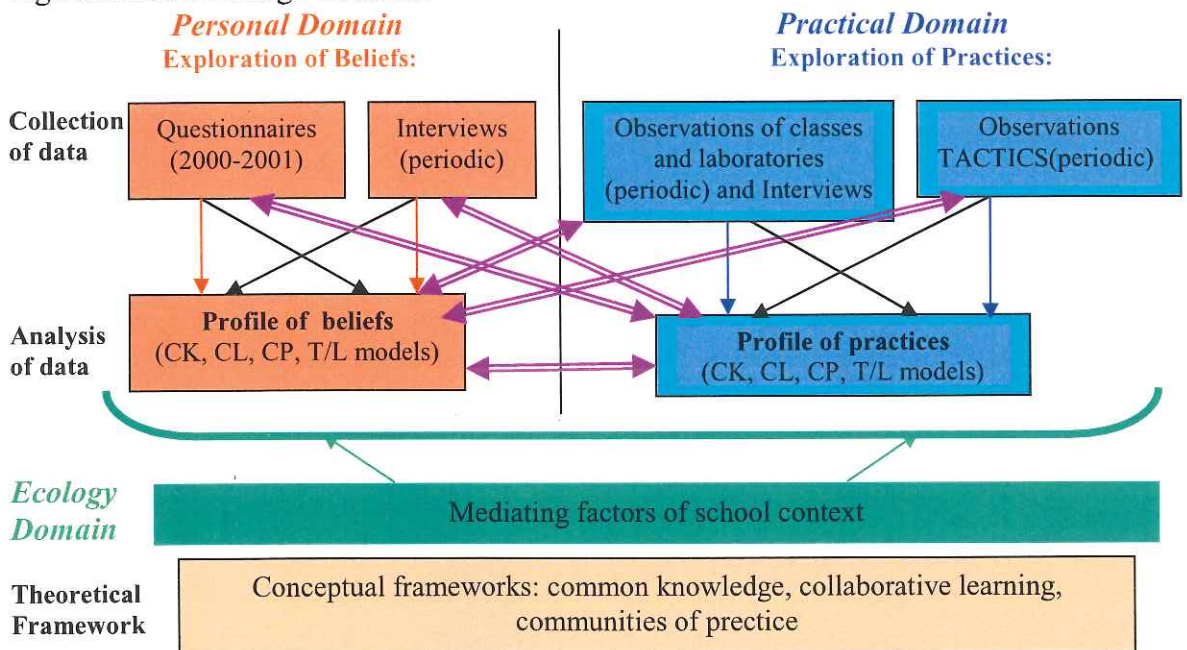 Personal Domain
Exploration of Beliefs:
Practical Domain
Exploration of Practices:
Collection
of data
Questionnaires
(2000-2001)
Interviews
(periodic)
Observations of classes
and laboratories
(periodic) and Interviews
Observations
TACTICS(periodic)
Analysis
of data
Profile of beliefs
(CK, CL, CP, T/L models)
Profile of practices
(CK, CL, CP, T/L models)
Ecology
Domain
Mediating factors of school context
Theoretical
Framework
Conceptual frameworks: common knowledge, collaborative learning,
communities of prectice